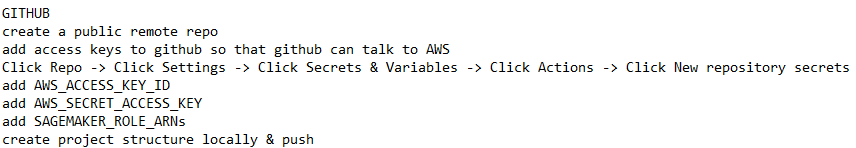 GITHUB
create a public remote repo
add access keys to github so that github can talk to AWS
Click Repo -> Click Settings -> Click Secrets & Variables -> Click Actions -> Click New repository secrets
add AWS_ACCESS_KEY_ID
add AWS_SECRET_ACCESS_KEY
add SAGEMAKER_ROLE_ARNs
create project structure locally & push